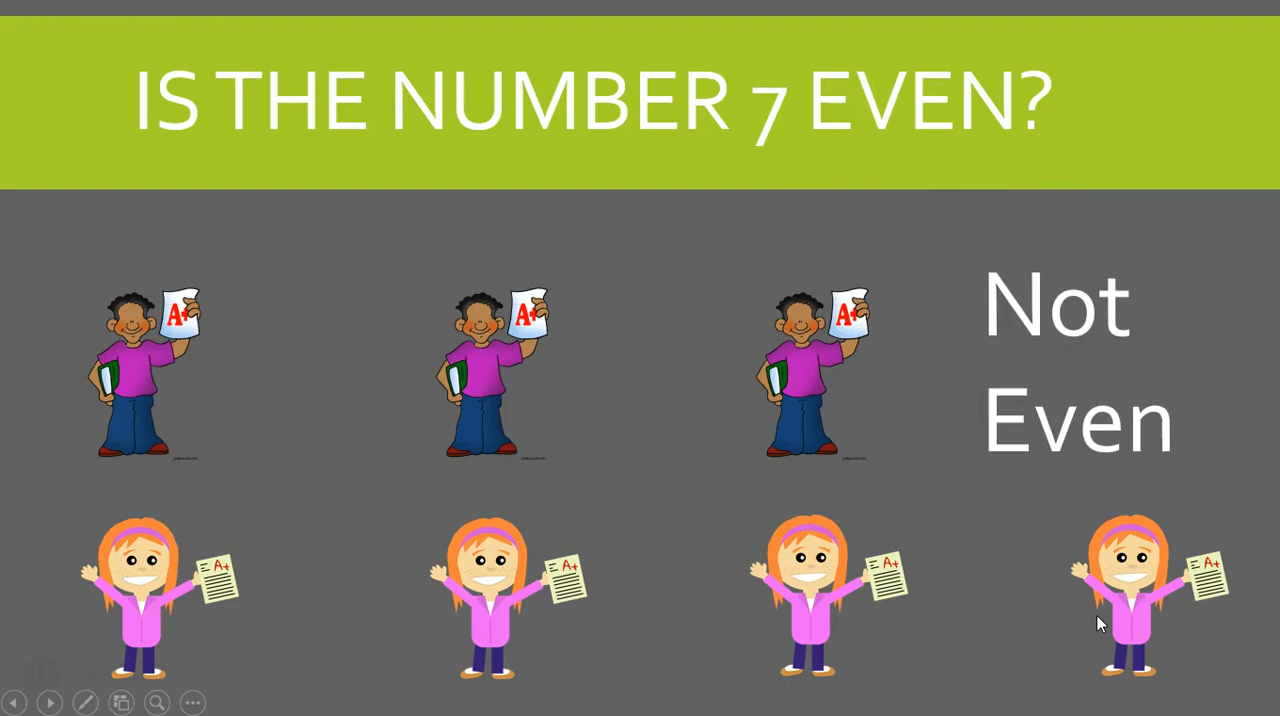 IS THE NUMBER 7 EVEN?
A+ A+ A+
Not
Even
A+ A+ A+ A+